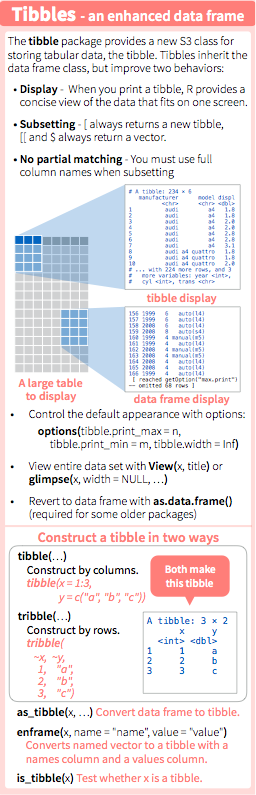 Tibbles - an enhanced data frame
The tibble package provides a new S3 class for
storing tabular data, the tibble. Tibbles inherit the
data frame class, but improve two behaviors:
• Display - When you print a tibble, R provides a
concise view of the data that fits on one screen.
• Subsetting - [ always returns a new tibble,
[[ and $ always return a vector.
• No partial matching - You must use full
column names when subsetting
# A tibble: 234 × 6
manufacturer model displ
<chr> <chr> <dbl>
1 audi a4 1.8
2 audi a4 1.8
3 audi a4 2.0
4 audi a4 2.0
5 audi a4 2.8
6 audi a4 2.8
7 audi a4 3.1
8 audi a4 quattro 1.8
9 audi a4 quattro 1.8
10 audi a4 quattro 2.0
# ... with 224 more rows, and 3
# more variables: year <int>,
# cyl <int>, trans <chr>
tibble display
156 1999 6 auto(l4)
157 1999 6 auto(l4)
158 2008 6 auto(l4)
159 2008 8 auto(s4)
160 1999 4 manual(m5)
161 1999 4 auto(l4)
162 2008 4 manual(m5)
163 2008 4 manual(m5)
164 2008 4 auto(l4)
165 2008 4 auto(l4)
166 1999 4 auto(l4)
[ reached getOption("max.print")
-- omitted 68 rows ]
A large table
to display
data frame display
• Control the default appearance with options:
options(tibble.print_max = n,
tibble.print_min = m, tibble.width = Inf)
• View entire data set with View(x, title) or
glimpse(x, width = NULL, …)
• Revert to data frame with as.data.frame()
(required for some older packages)
Construct a tibble in two ways
tibble(…)
Construct by columns.
tibble(x = 1:3,
y = c("a", "b", "c"))
Both make
this tibble
tribble(…)
Construct by rows.
tribble(
~x, ~y,
1, "a",
2, "b",
3, "c")
A tibble: 3 × 2
x y
<int> <dbl>
1 1 a
2 2 b
3 3 c
as_tibble(x, …) Convert data frame to tibble.
enframe(x, name = "name", value = "value")
Converts named vector to a tibble with a
names column and a values column.
is_tibble(x) Test whether x is a tibble.